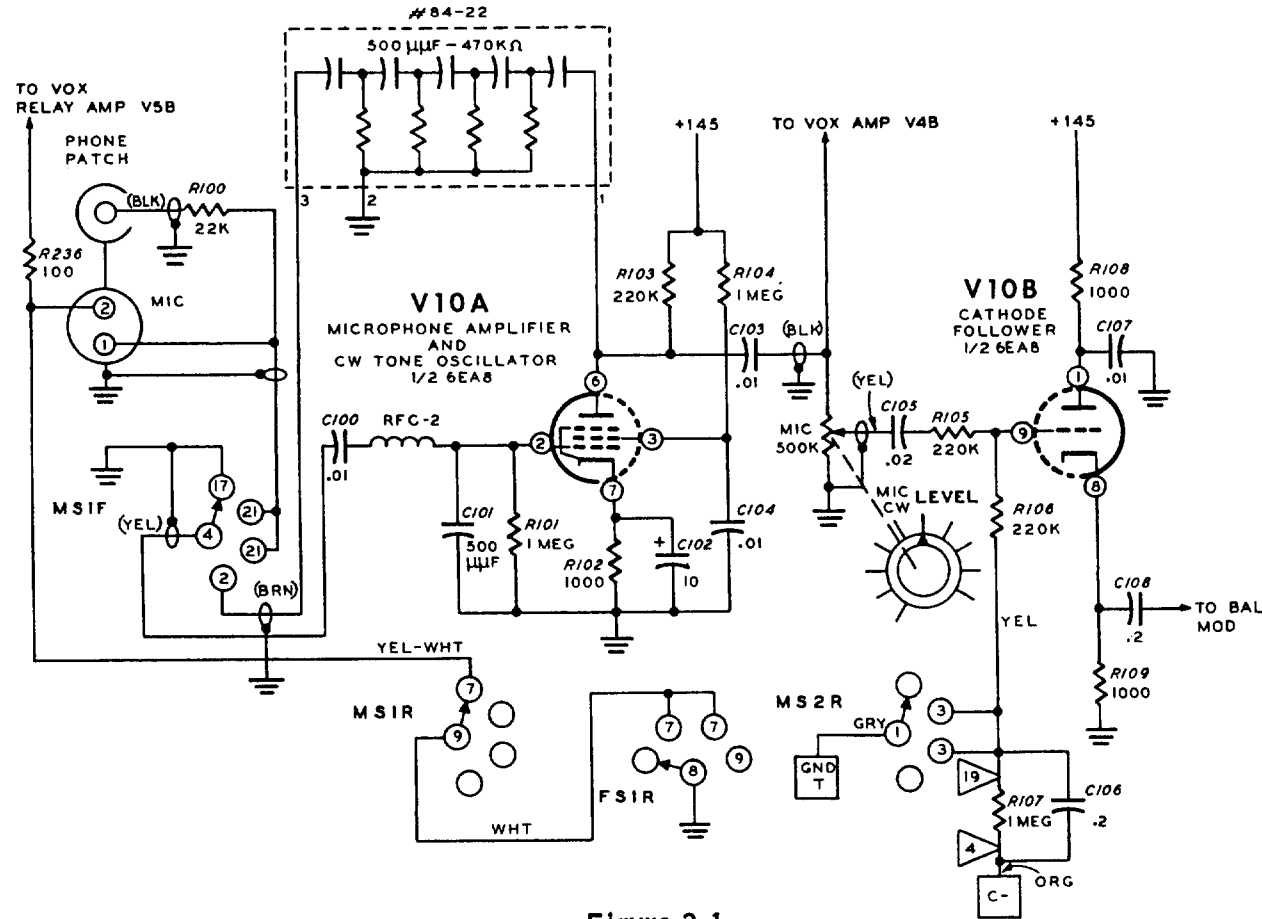 #84-22
500 µµF - 470KΩ
3
2
1
TO VOX
RELAY AMP V5B
PHONE
PATCH
(BLK)
R100
22K
R236
100
2
MIC
1
+145
TO VOX AMP V4B
+145
R103
220K
R104
1 MEG
C103
.01
(BLK)
V10A
MICROPHONE AMPLIFIER
AND
CW TONE OSCILLATOR
1/2 6EA8
6
2
3
7
C100
.01
RFC-2
C101
500
µµF
R101
1 MEG
R102
1000
+
C102
10
C104
.01
MIC
500K
(YEL)
C105
.02
R105
220K
V10B
CATHODE
FOLLOWER
1/2 6EA8
R108
1000
C107
.01
1
9
8
MIC
CW
LEVEL
R106
220K
YEL
C108
.2
TO BAL
MOD
R109
1000
MS1F
(YEL)
17
4
21
21
2
(BRN)
YEL-WHT
MS1R
7
9
WHT
FS1R
7
7
9
8
MS2R
GRY
1
3
3
GND
T
19
R107
1 MEG
C106
.2
4
ORG
C-